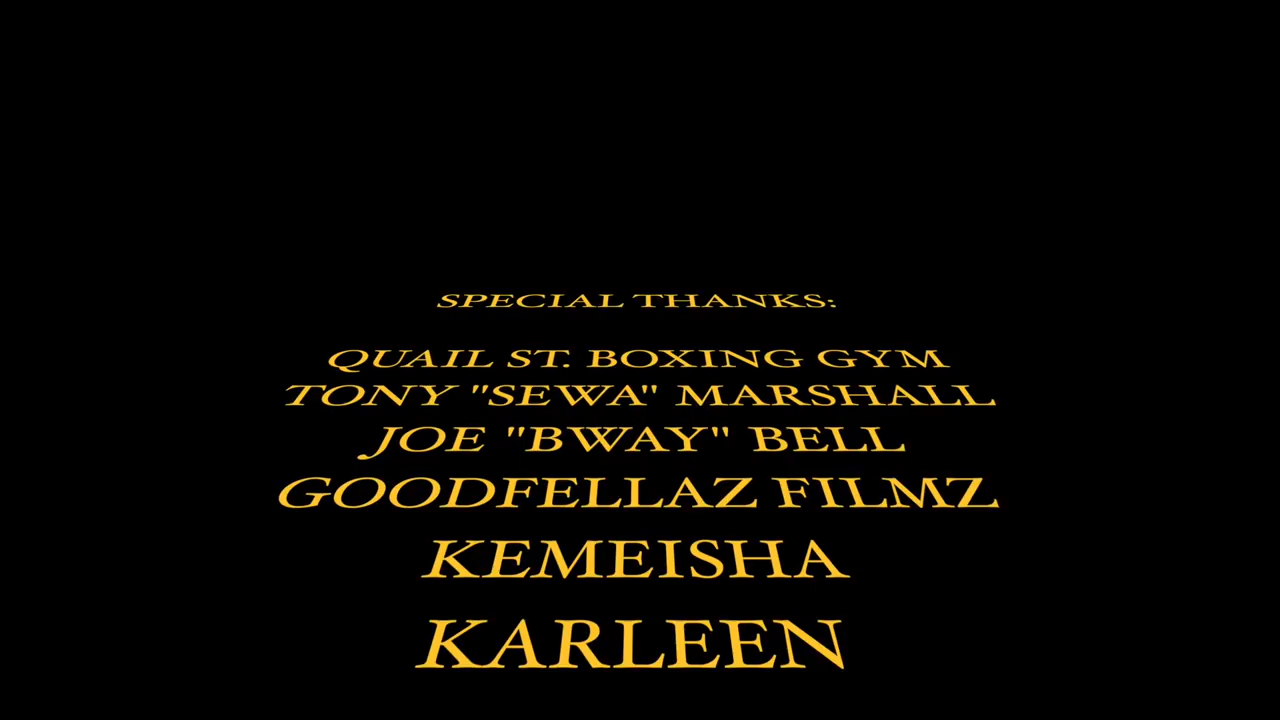 SPECIAL THANKS:
QUAIL ST. BOXING GYM
TONY "SEWA" MARSHALL
JOE "BWAY" BELL
GOODFELLAZ FILMZ
KEMEISHA
KARLEEN